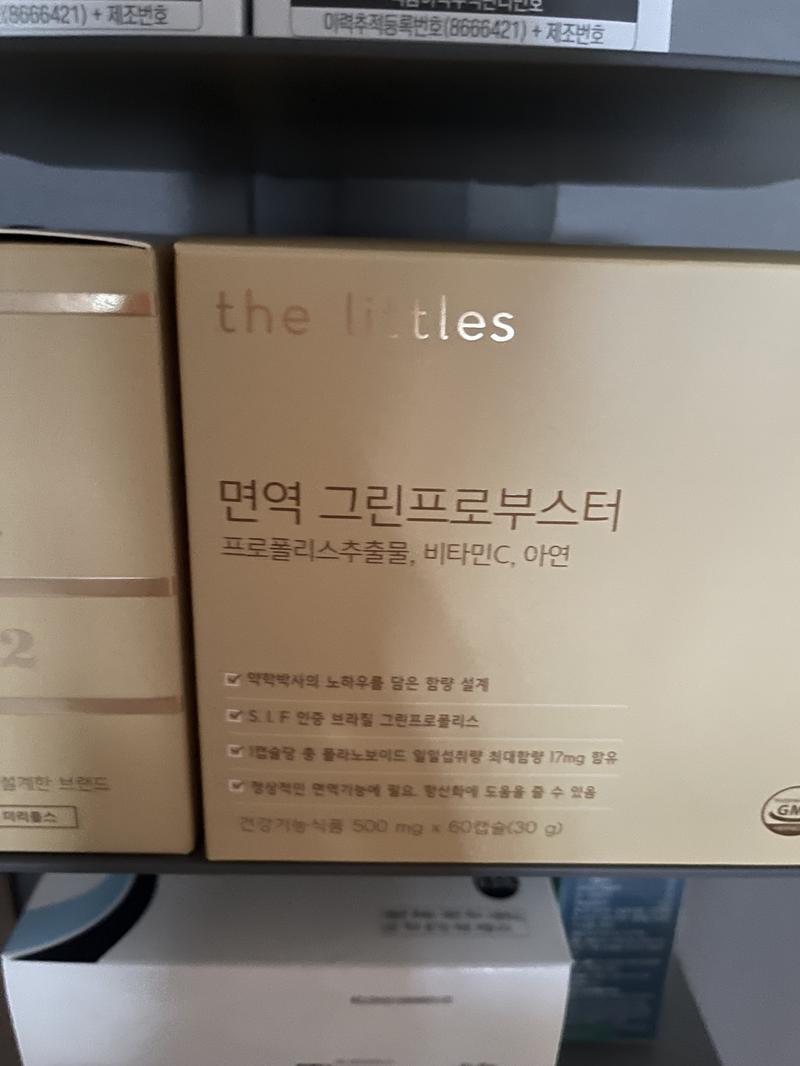 (8666421) + 제조번호
이력추적등록번호(8666421) + 제조번호
the littles
면역 그린프로부스터
프로폴리스추출물, 비타민C, 아연
약학박사의 노하우를 담은 함량 설계
S. I. F 인증 브라질 그린프로폴리스
1캡슐당 총 플라노보이드 일일섭취량 최대함량 17mg 함유
정상적인 면역기능에 필요. 항산화에 도움을 줄 수 있음
건강기능식품 500 mg x 60캡슐(30 g)
GM
2
설계한 브랜드
더리틀스